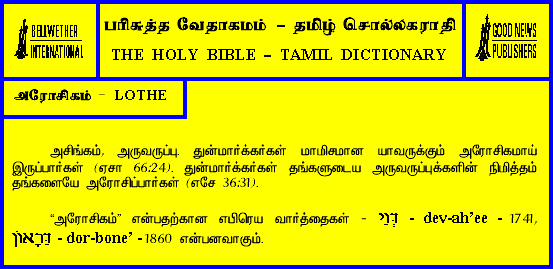 BELLWETHER INTERNATIONAL
பரிசுத்த வேதாகமம் – தமிழ் சொல்லகராதி
THE HOLY BIBLE – TAMIL DICTIONARY
GOOD NEWS PUBLISHERS
அரோசிகம் – LOTHE
அசிங்கம், அருவருப்பு. துன்மார்க்கர்கள் மாமிசமான யாவருக்கும் அரோசிகமாய்
இருப்பார்கள் (ஏசா 66:24). துன்மார்க்கர்கள் தங்களுடைய அருவருப்புக்களின் நிமித்தம்
தங்களையே அரோசிப்பார்கள் (எசே 36:31).
“அரோசிகம்” என்பதற்கான எபிரெய வார்த்தைகள் - דְּוַי - dev-ah’ee - 1741,
דֵּרָאוֹן - dor-bone’ - 1860 என்பனவாகும்.